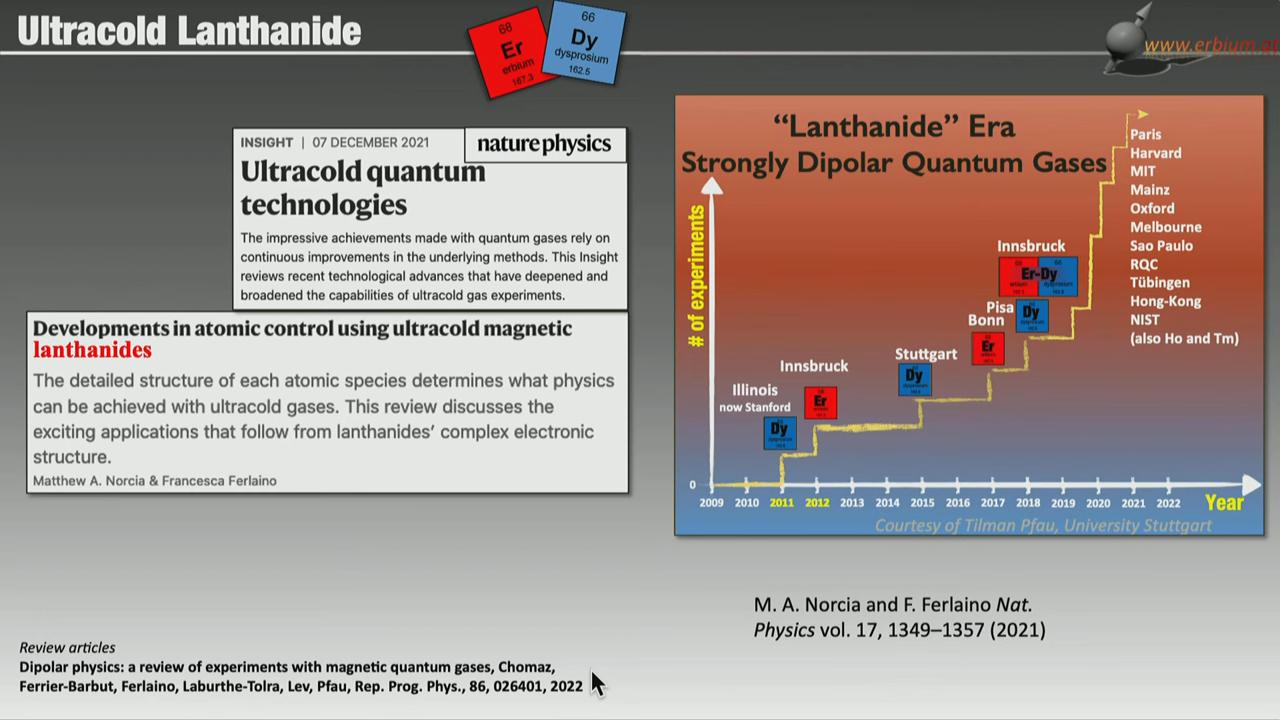 Ultracold Lanthanide
68
Er
erbium
167.3
66
Dy
dysprosium
162.5
www.erbium.at
INSIGHT | 07 DECEMBER 2021
nature physics
Ultracold quantum
technologies
The impressive achievements made with quantum gases rely on
continuous improvements in the underlying methods. This Insight
reviews recent technological advances that have deepened and
broadened the capabilities of ultracold gas experiments.
Developments in atomic control using ultracold magnetic
lanthanides
The detailed structure of each atomic species determines what physics
can be achieved with ultracold gases. This review discusses the
exciting applications that follow from lanthanides' complex electronic
structure.
Matthew A. Norcia & Francesca Ferlaino
"Lanthanide" Era
Strongly Dipolar Quantum Gases
# of experiments
Paris
Harvard
MIT
Mainz
Oxford
Melbourne
Sao Paulo
RQC
Tübingen
Hong-Kong
NIST
(also Ho and Tm)
Innsbruck
Er-Dy
Pisa
Dy
Bonn
Er
Stuttgart
Dy
Innsbruck
Er
Illinois
now Stanford
Dy
0
2009 2010 2011 2012 2013 2014 2015 2016 2017 2018 2019 2020 2021 2022
Year
Courtesy of Tilman Pfau, University Stuttgart
M. A. Norcia and F. Ferlaino Nat.
Physics vol. 17, 1349–1357 (2021)
Review articles
Dipolar physics: a review of experiments with magnetic quantum gases, Chomaz,
Ferrier-Barbut, Ferlaino, Laburthe-Tolra, Lev, Pfau, Rep. Prog. Phys., 86, 026401, 2022